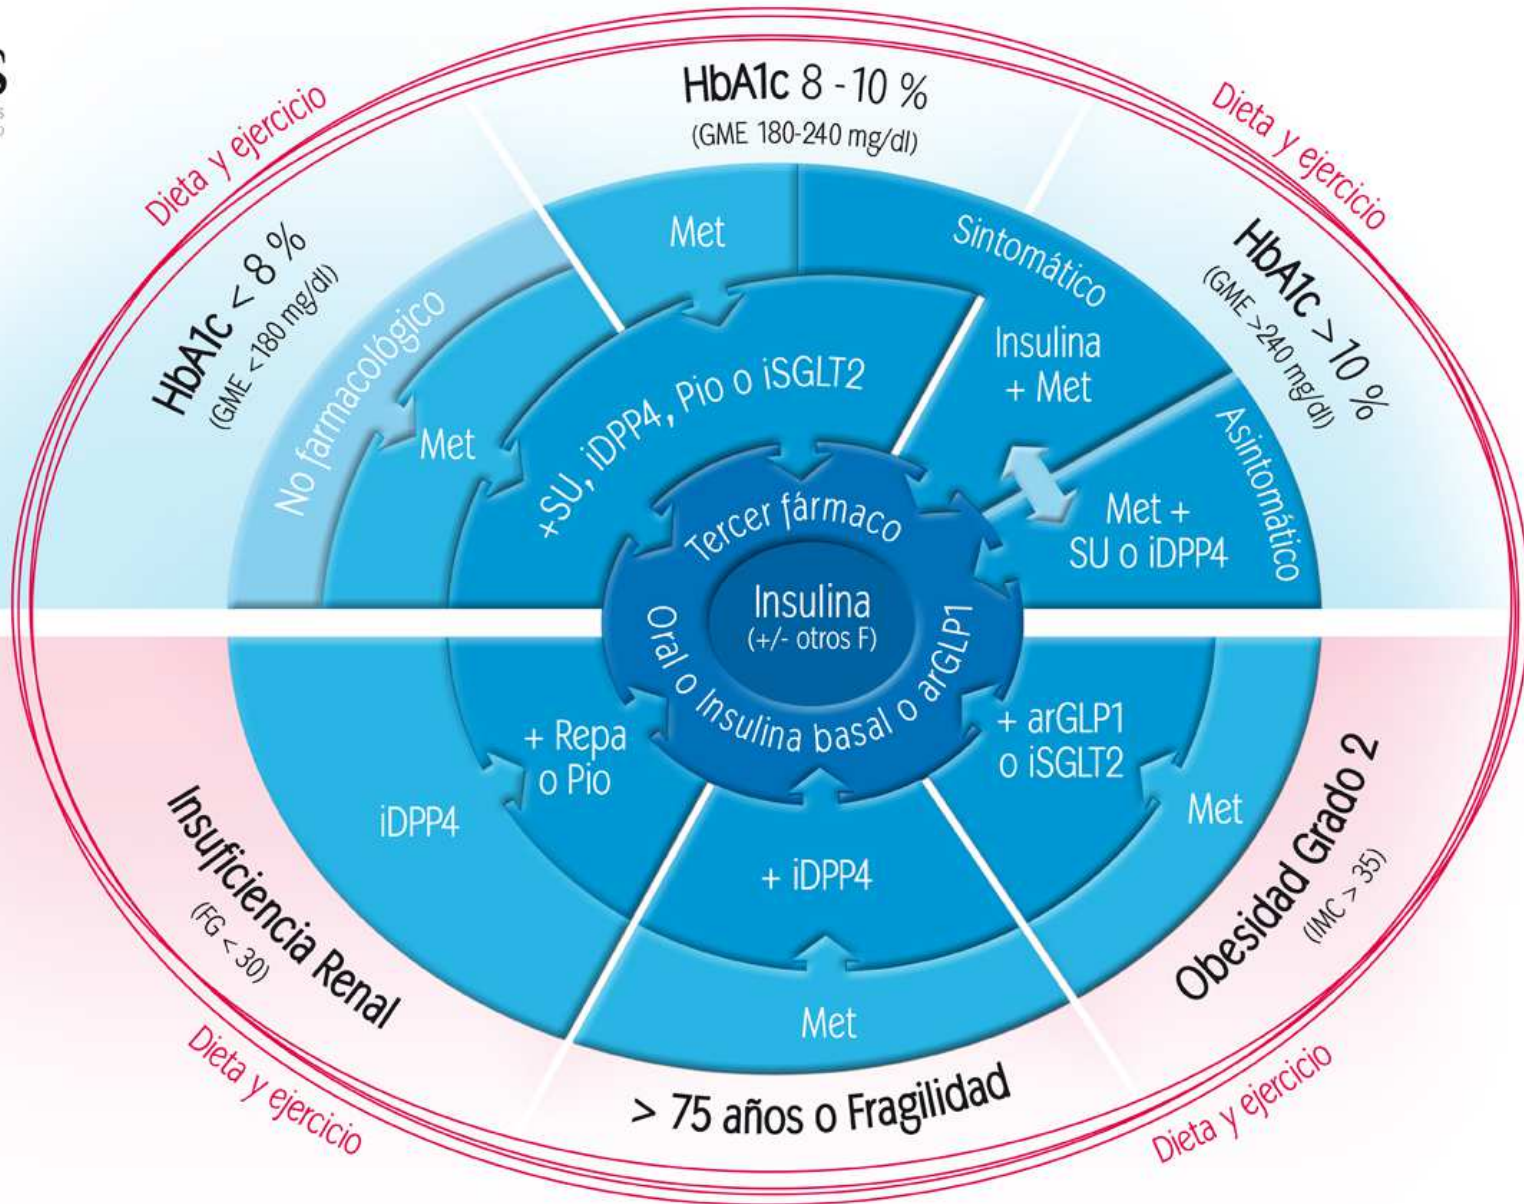 HbA1c 8 - 10 %
(GME 180-240 mg/dl)
Dieta y ejercicio
Dieta y ejercicio
HbA1c < 8 %
(GME <180 mg/dl)
HbA1c > 10 %
(GME >240 mg/dl)
No farmacológico
Met
Met
Sintomático
Insulina
+ Met
+SU, iDPP4, Pio o iSGLT2
Asintomático
Met +
SU o iDPP4
Tercer fármaco
Insulina
(+/- otros F)
Oral o Insulina basal o arGLP1
+ Repa
o Pio
iDPP4
+ arGLP1
o iSGLT2
Met
+ iDPP4
Met
Insuficiencia Renal
(FG < 30)
> 75 años o Fragilidad
Obesidad Grado 2
(IMC > 35)
Dieta y ejercicio
Dieta y ejercicio